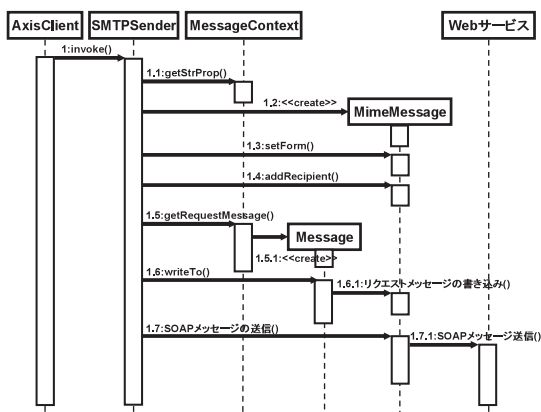 AxisClient
SMTPSender
MessageContext
Webサービス
1:invoke()
1.1:getStrProp()
1.2:<<create>>
MimeMessage
1.3:setForm()
1.4:addRecipient()
1.5:getRequestMessage()
Message
1.5.1:<<create>>
1.6:writeTo()
1.6.1:リクエストメッセージの書き込み()
1.7:SOAPメッセージの送信()
1.7.1:SOAPメッセージ送信()